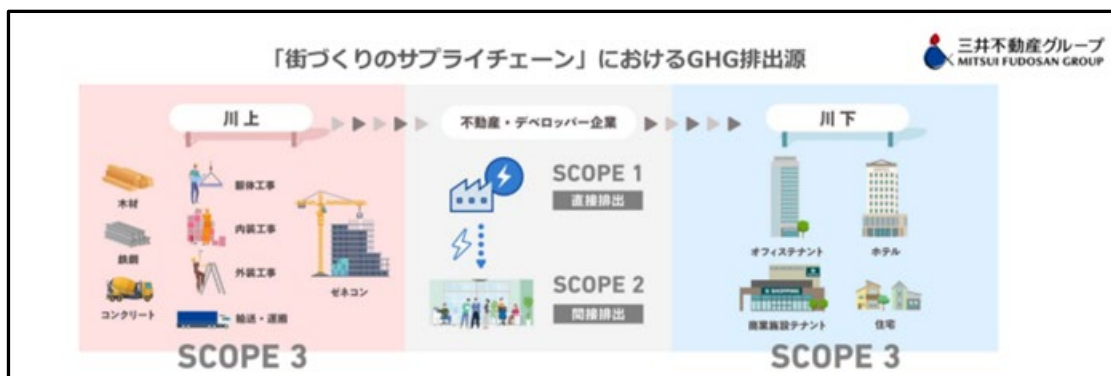 「街づくりのサプライチェーン」におけるGHG排出源
三井不動産グループ
MITSUI FUDOSAN GROUP
川上
木材
鉄鋼
コンクリート
躯体工事
内装工事
外装工事
輸送・運搬
ゼネコン
SCOPE 3
不動産・デベロッパー企業
SCOPE 1
直接排出
SCOPE 2
間接排出
川下
オフィステナント
ホテル
SHOPPING
商業施設テナント
住宅
SCOPE 3